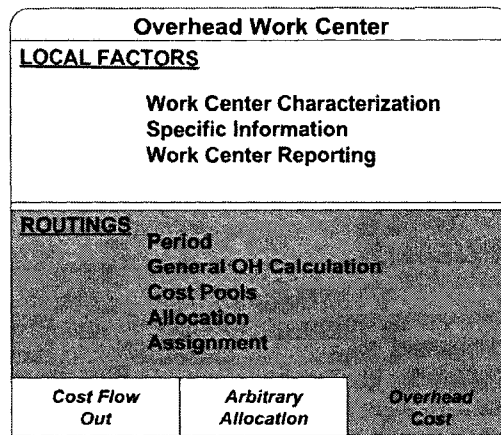 Overhead Work Center
LOCAL FACTORS
Work Center Characterization
Specific Information
Work Center Reporting
ROUTINGS
Period
General OH Calculation
Cost Pools
Allocation
Assignment
Cost Flow Out
Arbitrary Allocation
Overhead Cost